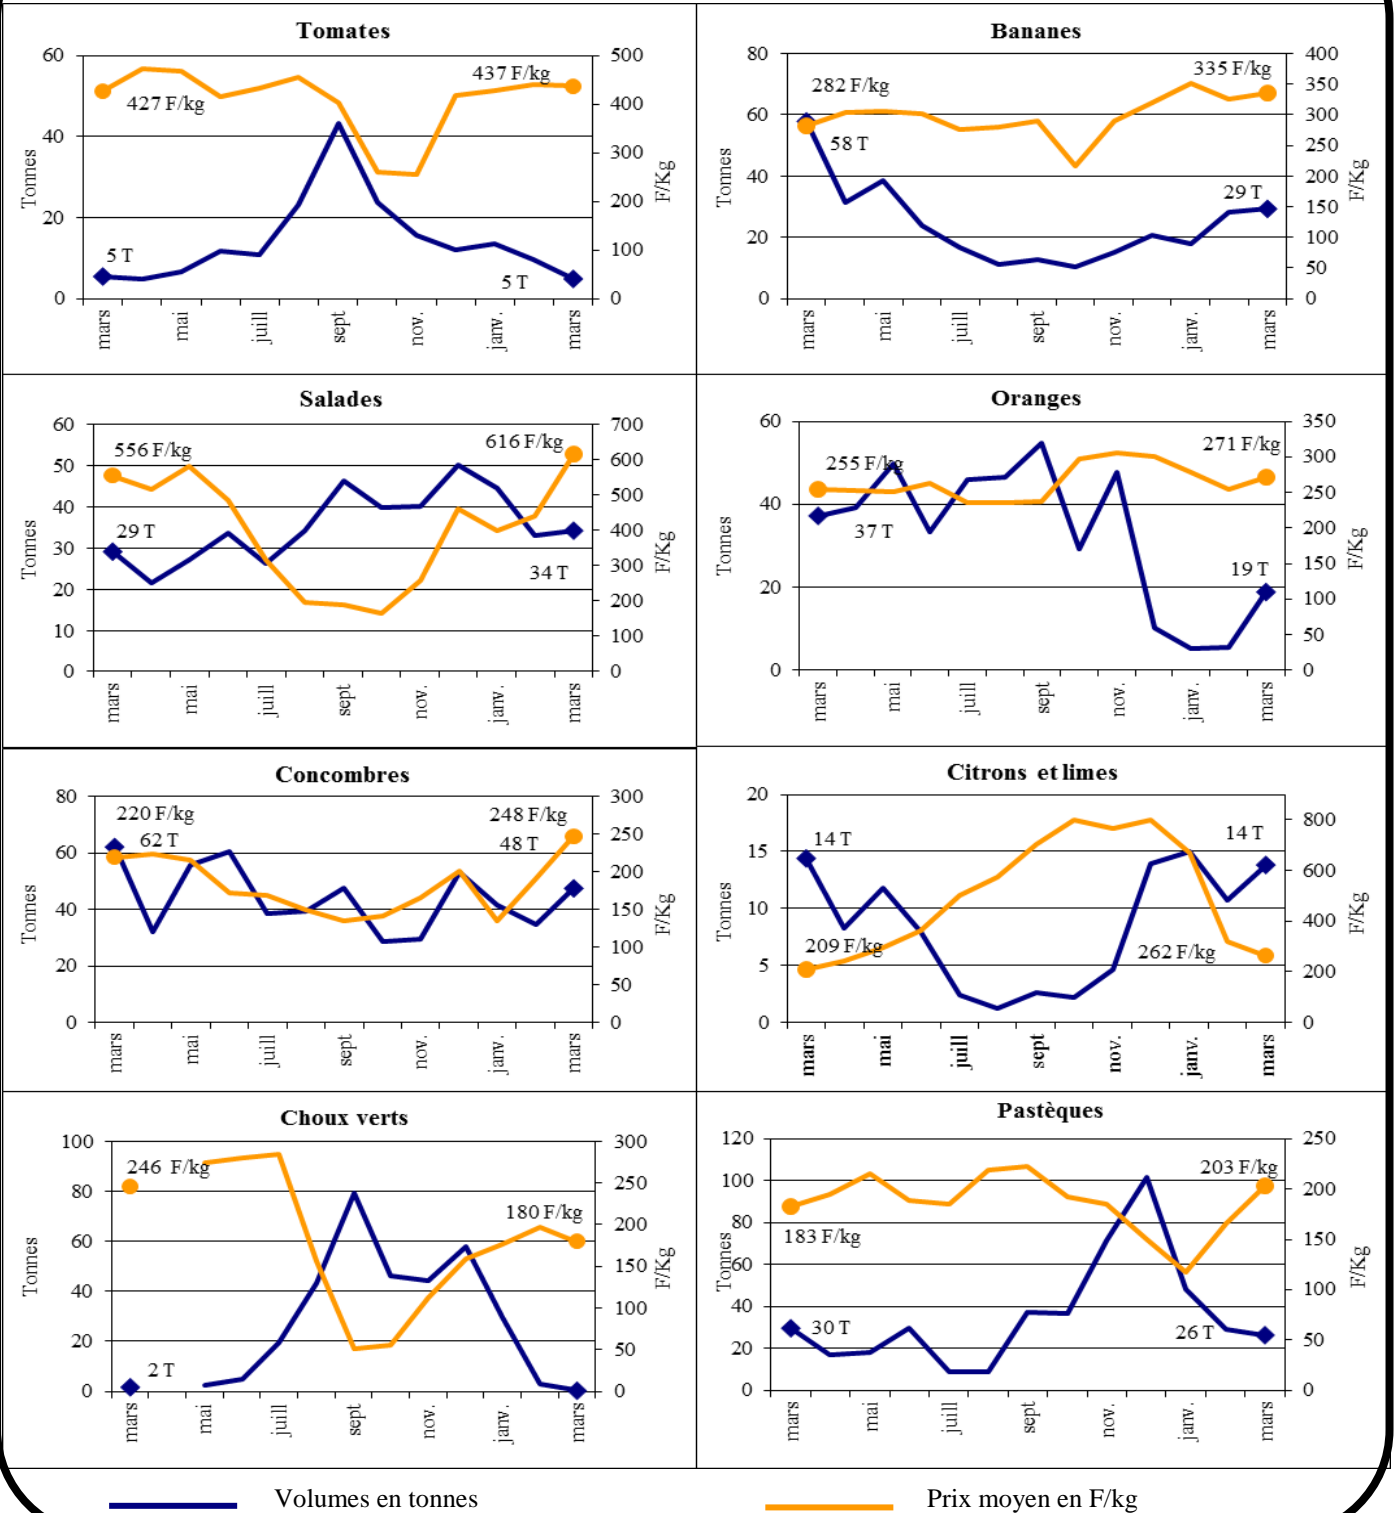 Tomates
60
40
20
0
500
400
300
200
100
0
Tonnes
F/Kg
427 F/kg
437 F/kg
5 T
5 T
mars
mai
juill
sept
nov.
janv.
mars
Bananes
80
60
40
20
0
400
350
300
250
200
150
100
50
0
Tonnes
F/Kg
282 F/kg
335 F/kg
58 T
29 T
mars
mai
juill
sept
nov.
janv.
mars
Salades
60
50
40
30
20
10
0
700
600
500
400
300
200
100
0
Tonnes
F/Kg
556 F/kg
616 F/kg
29 T
34 T
mars
mai
juill
sept
nov.
janv.
mars
Oranges
60
40
20
0
350
300
250
200
150
100
50
0
Tonnes
F/Kg
255 F/kg
271 F/kg
37 T
19 T
mars
mai
juill
sept
nov.
janv.
mars
Concombres
80
60
40
20
0
300
250
200
150
100
50
0
Tonnes
F/Kg
220 F/kg
248 F/kg
62 T
48 T
mars
mai
juill
sept
nov.
janv.
mars
Citrons et limes
20
15
10
5
0
800
600
400
200
0
Tonnes
F/Kg
14 T
14 T
209 F/kg
262 F/kg
mars
mai
juill
sept
nov.
janv.
mars
Choux verts
100
80
60
40
20
0
300
250
200
150
100
50
0
Tonnes
F/Kg
246 F/kg
180 F/kg
2 T
mars
mai
juill
sept
nov.
janv.
mars
Pastèques
120
100
80
60
40
20
0
250
200
150
100
50
0
Tonnes
F/Kg
203 F/kg
183 F/kg
30 T
26 T
mars
mai
juill
sept
nov.
janv.
mars
Volumes en tonnes
Prix moyen en F/kg